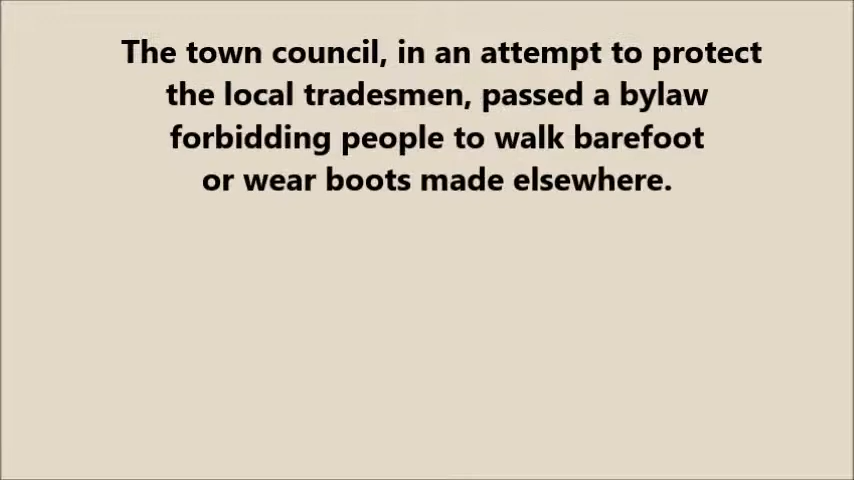 The town council, in an attempt to protect
the local tradesmen, passed a bylaw
forbidding people to walk barefoot
or wear boots made elsewhere.